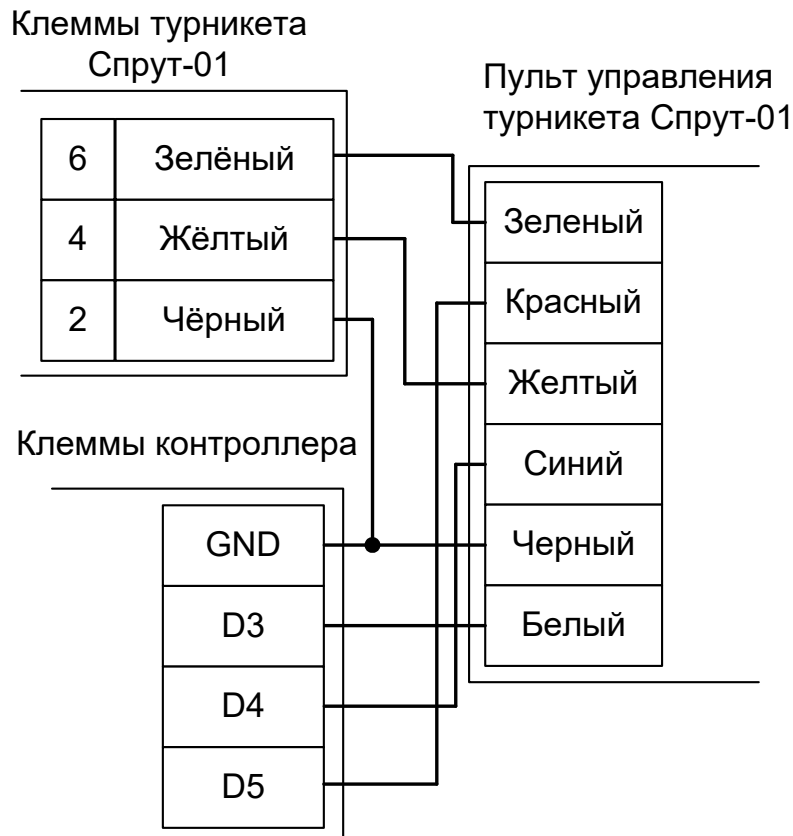 Клеммы турникета
Спрут-01
6 Зелёный
4 Жёлтый
2 Чёрный
Пульт управления
турникета Спрут-01
Зеленый
Красный
Желтый
Синий
Черный
Белый
Клеммы контроллера
GND
D3
D4
D5